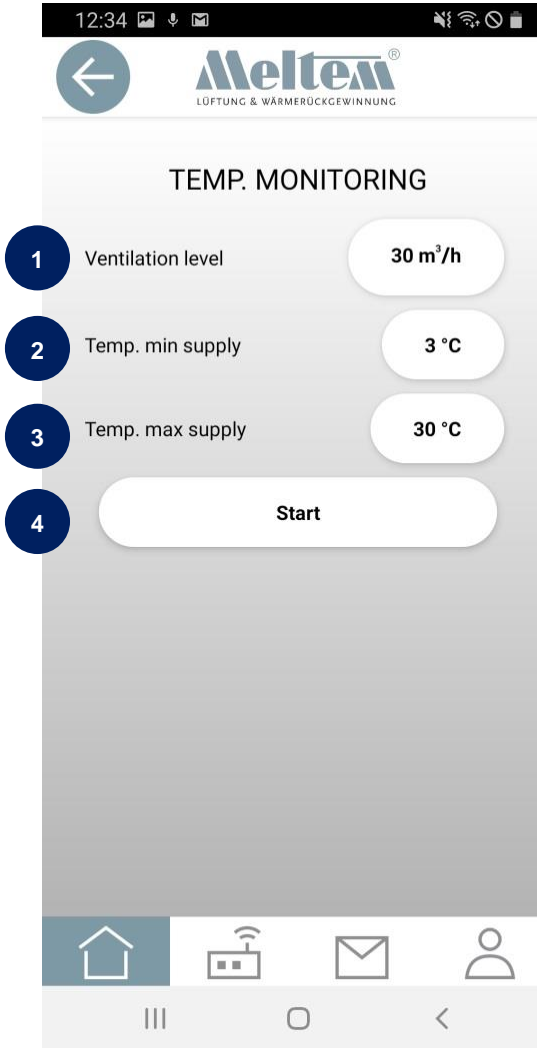 12:34
Meltem®
LÜFTUNG & WÄRMERÜCKGEWINNUNG
TEMP. MONITORING
1 Ventilation level 30 m³/h
2 Temp. min supply 3 °C
3 Temp. max supply 30 °C
4 Start